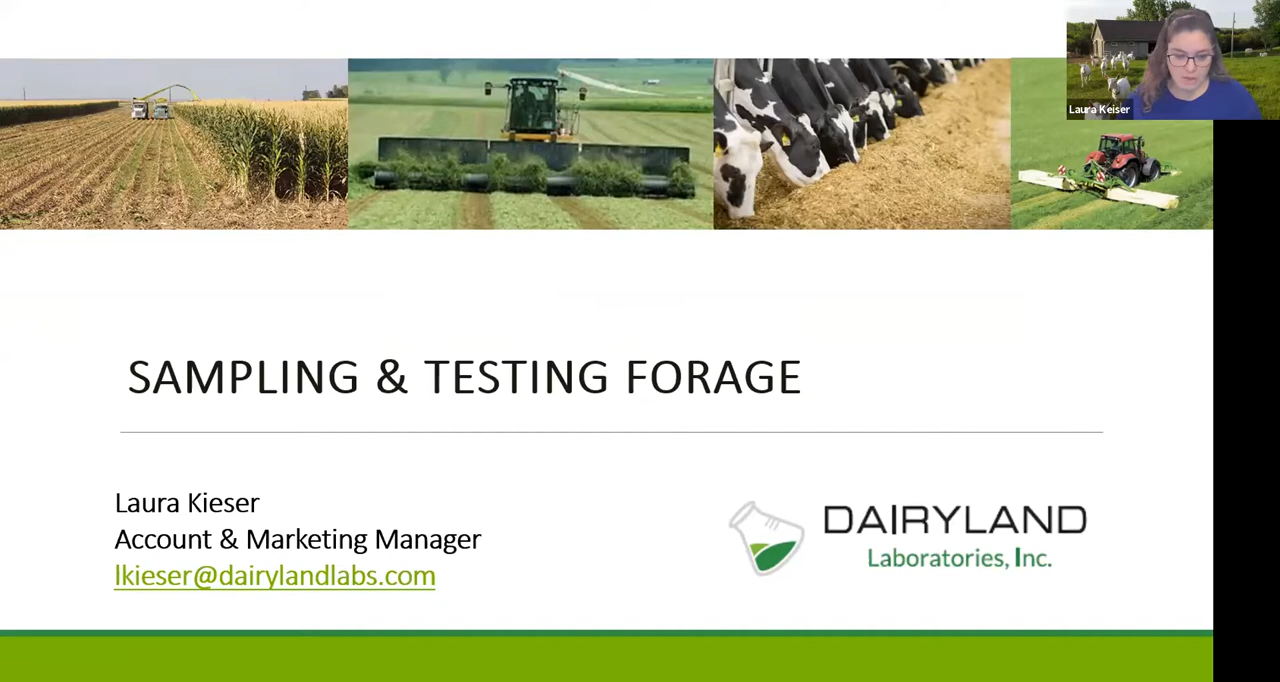 Laura Keiser
SAMPLING & TESTING FORAGE
Laura Kieser
Account & Marketing Manager
lkieser@dairylandlabs.com
DAIRYLAND
Laboratories, Inc.